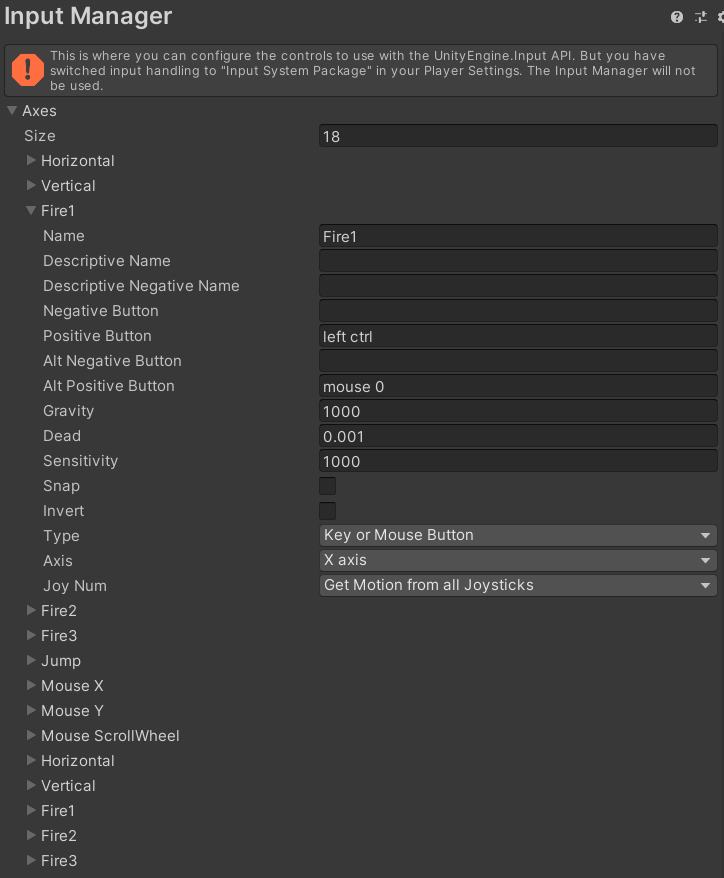 Input Manager
This is where you can configure the controls to use with the UnityEngine.Input API. But you have
switched input handling to "Input System Package" in your Player Settings. The Input Manager will not
be used.
Axes
Size 18
Horizontal
Vertical
Fire1
Name Fire1
Descriptive Name
Descriptive Negative Name
Negative Button
Positive Button left ctrl
Alt Negative Button
Alt Positive Button mouse 0
Gravity 1000
Dead 0.001
Sensitivity 1000
Snap
Invert
Type Key or Mouse Button
Axis X axis
Joy Num Get Motion from all Joysticks
Fire2
Fire3
Jump
Mouse X
Mouse Y
Mouse ScrollWheel
Horizontal
Vertical
Fire1
Fire2
Fire3